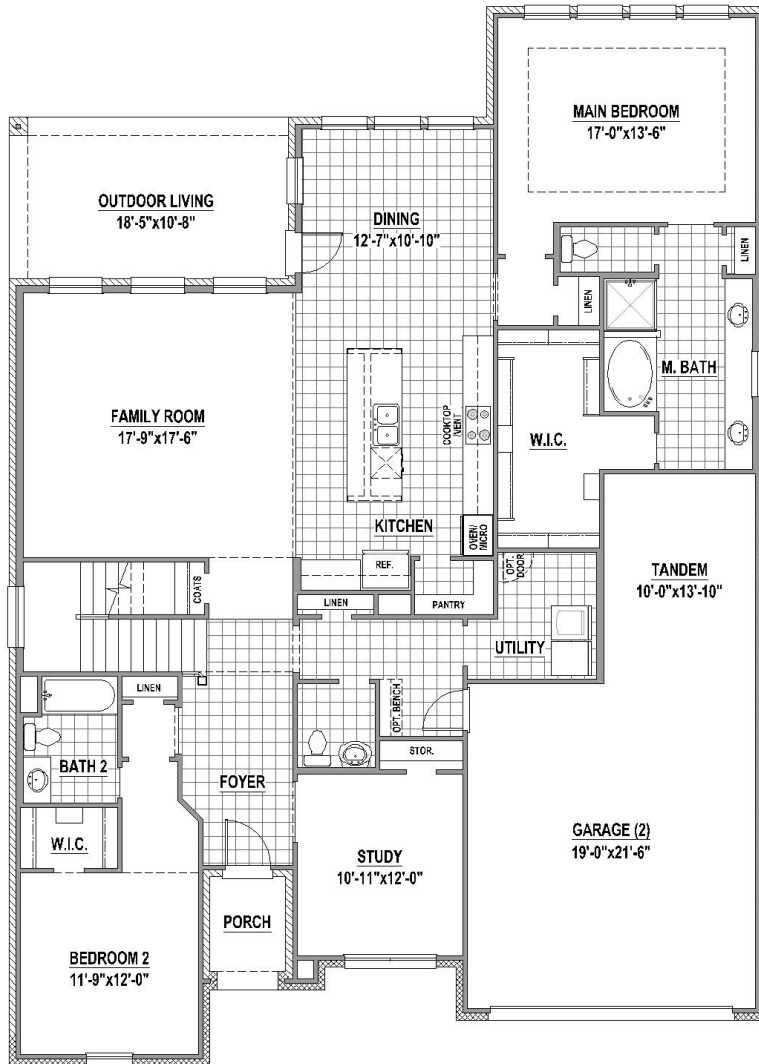 MAIN BEDROOM
17'-0"x13'-6"
OUTDOOR LIVING
18'-5"x10'-8"
DINING
12'-7"x10'-10"
LINEN
LINEN
M. BATH
FAMILY ROOM
17'-9"x17'-6"
COOKTOP
/VENT
W.I.C.
KITCHEN
OVEN/
MICRO
REF.
OPT.
DOOR
TANDEM
10'-0"x13'-10"
COATS
LINEN
PANTRY
UTILITY
LINEN
OPT. BENCH
STOR.
BATH 2
FOYER
W.I.C.
STUDY
10'-11"x12'-0"
GARAGE (2)
19'-0"x21'-6"
PORCH
BEDROOM 2
11'-9"x12'-0"